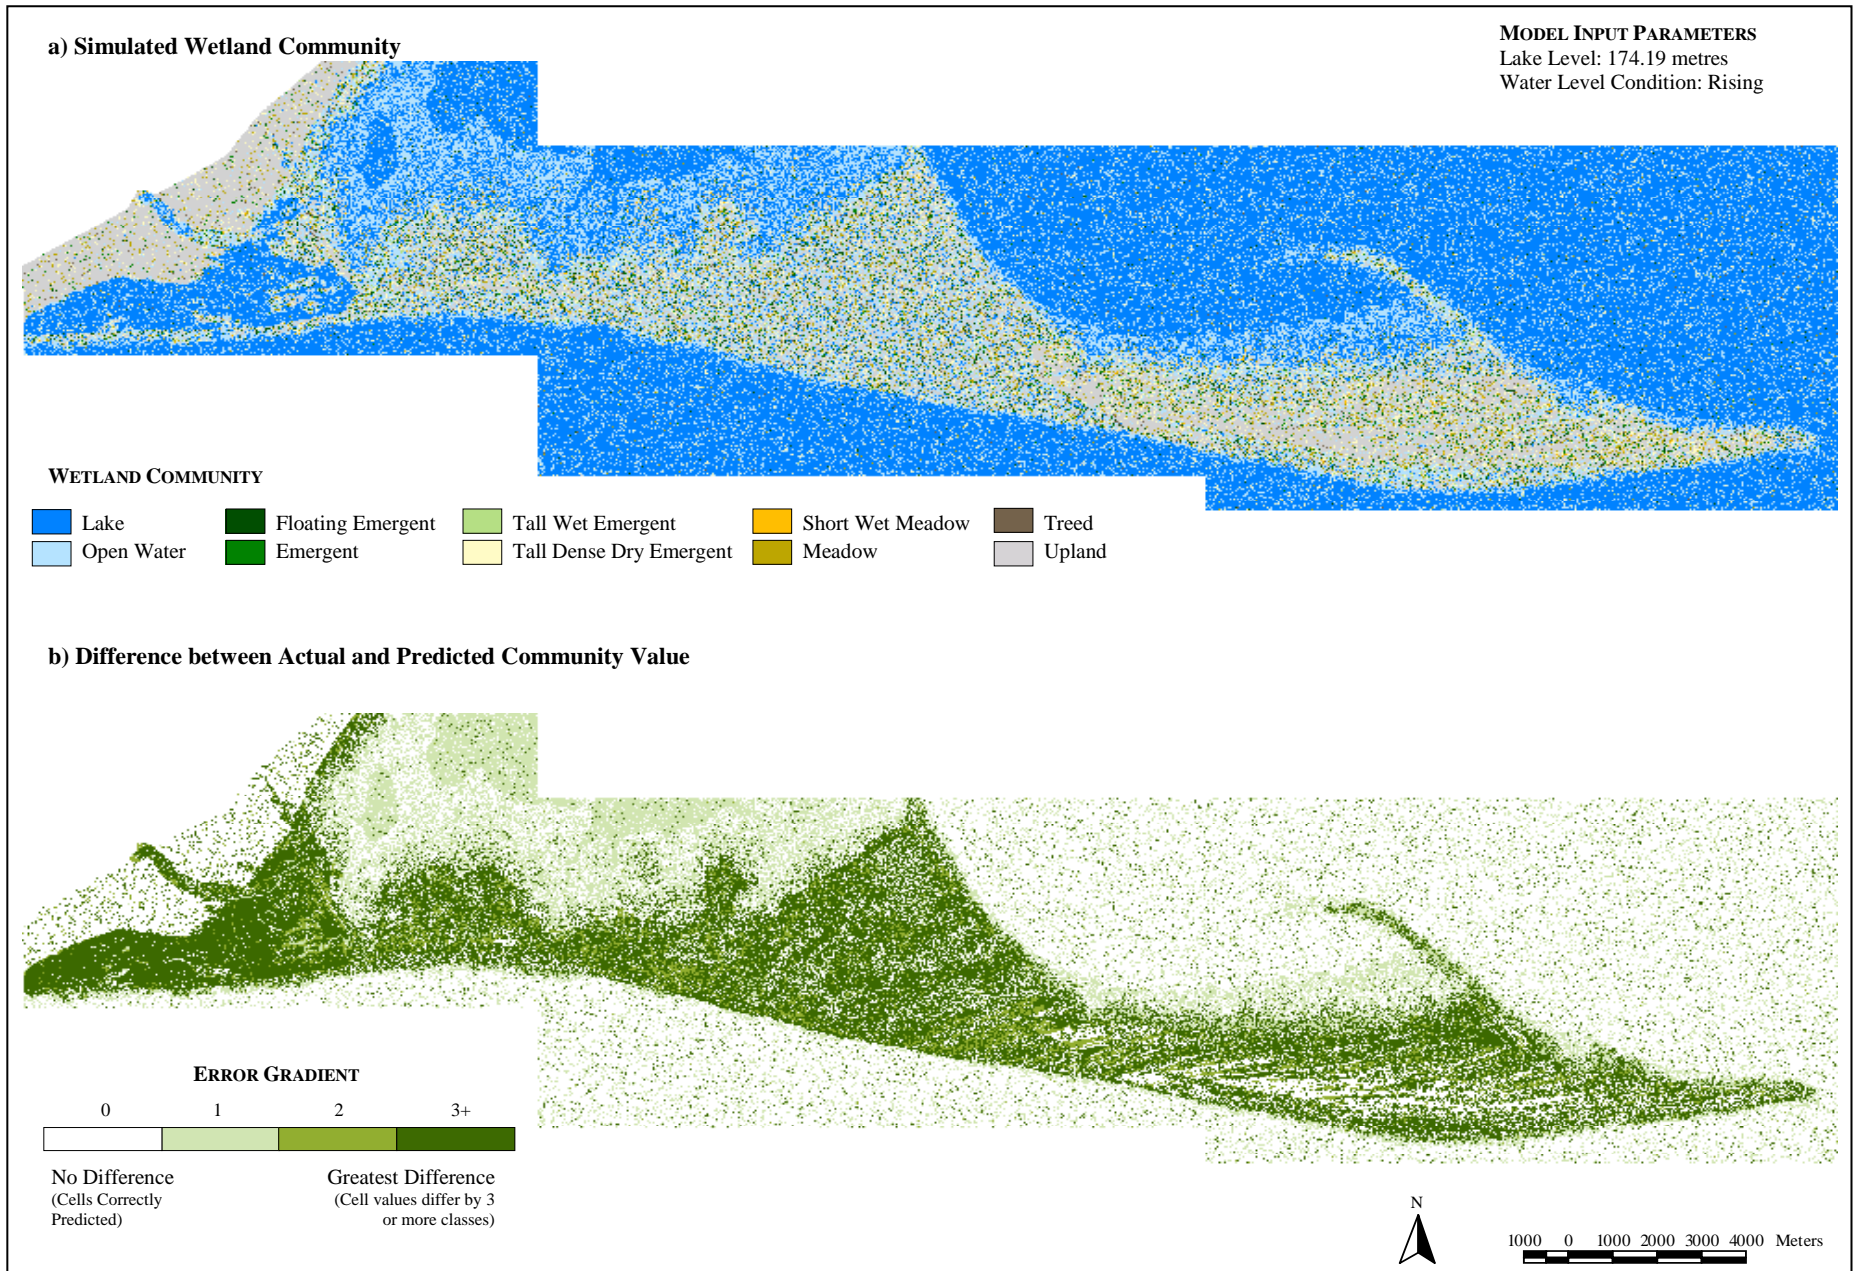 a) Simulated Wetland Community
MODEL INPUT PARAMETERS
Lake Level: 174.19 metres
Water Level Condition: Rising
WETLAND COMMUNITY
Lake
Floating Emergent
Tall Wet Emergent
Short Wet Meadow
Treed
Open Water
Emergent
Tall Dense Dry Emergent
Meadow
Upland
b) Difference between Actual and Predicted Community Value
ERROR GRADIENT
0 1 2 3+
No Difference
(Cells Correctly
Predicted)
Greatest Difference
(Cell values differ by 3
or more classes)
N
1000 0 1000 2000 3000 4000 Meters